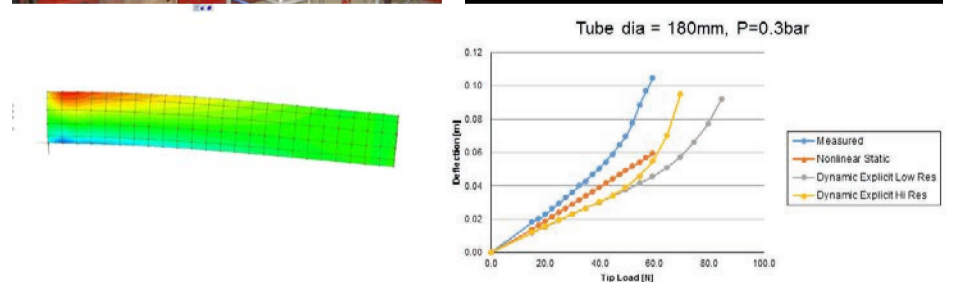 Tube dia = 180mm, P=0.3bar
Deflection [m]
0.12
0.10
0.08
0.06
0.04
0.02
0.00
0.0
20.0
40.0
60.0
80.0
100.0
Tip Load [N]
Measured
Nonlinear Static
Dynamic Explicit Low Res
Dynamic Explicit Hi Res